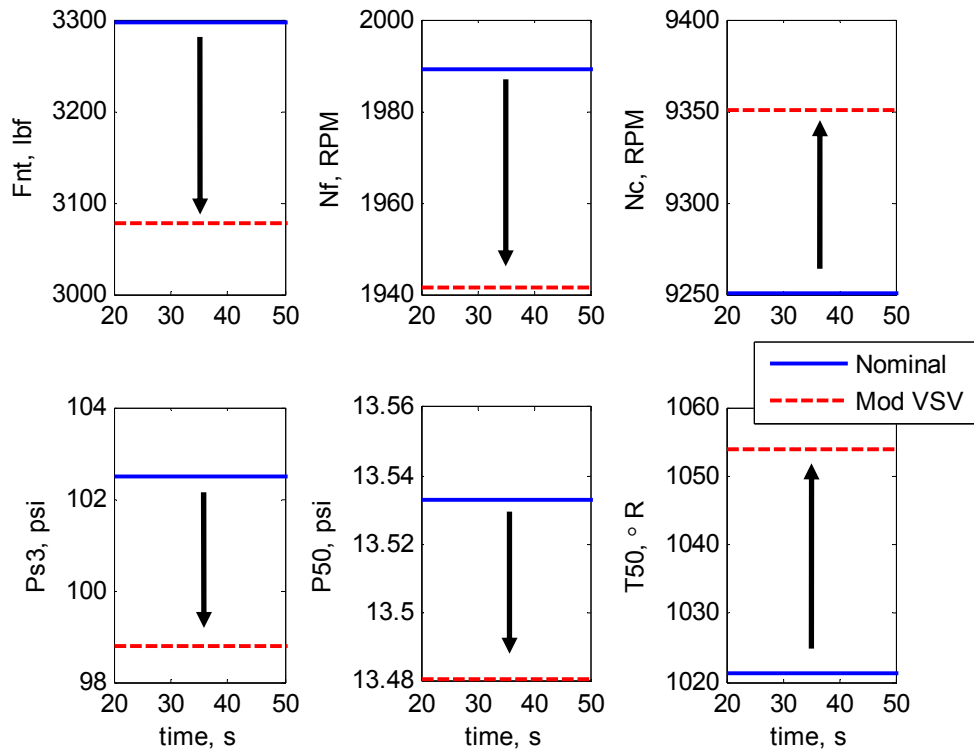 Fnt, lbf
3300
3200
3100
3000
20 30 40 50
Nf, RPM
2000
1980
1960
1940
20 30 40 50
Nc, RPM
9400
9350
9300
9250
20 30 40 50
Nominal
Mod VSV
Ps3, psi
104
102
100
98
20 30 40 50
time, s
P50, psi
13.56
13.54
13.52
13.5
13.48
20 30 40 50
time, s
T50, ° R
1060
1050
1040
1030
1020
20 30 40 50
time, s